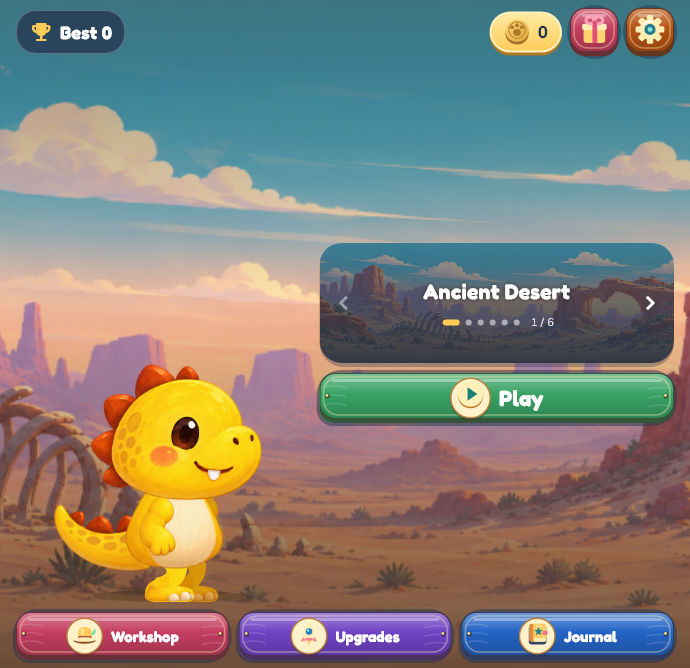 Best 0
0
Ancient Desert
1 / 6
Play
Workshop
Upgrades
Journal